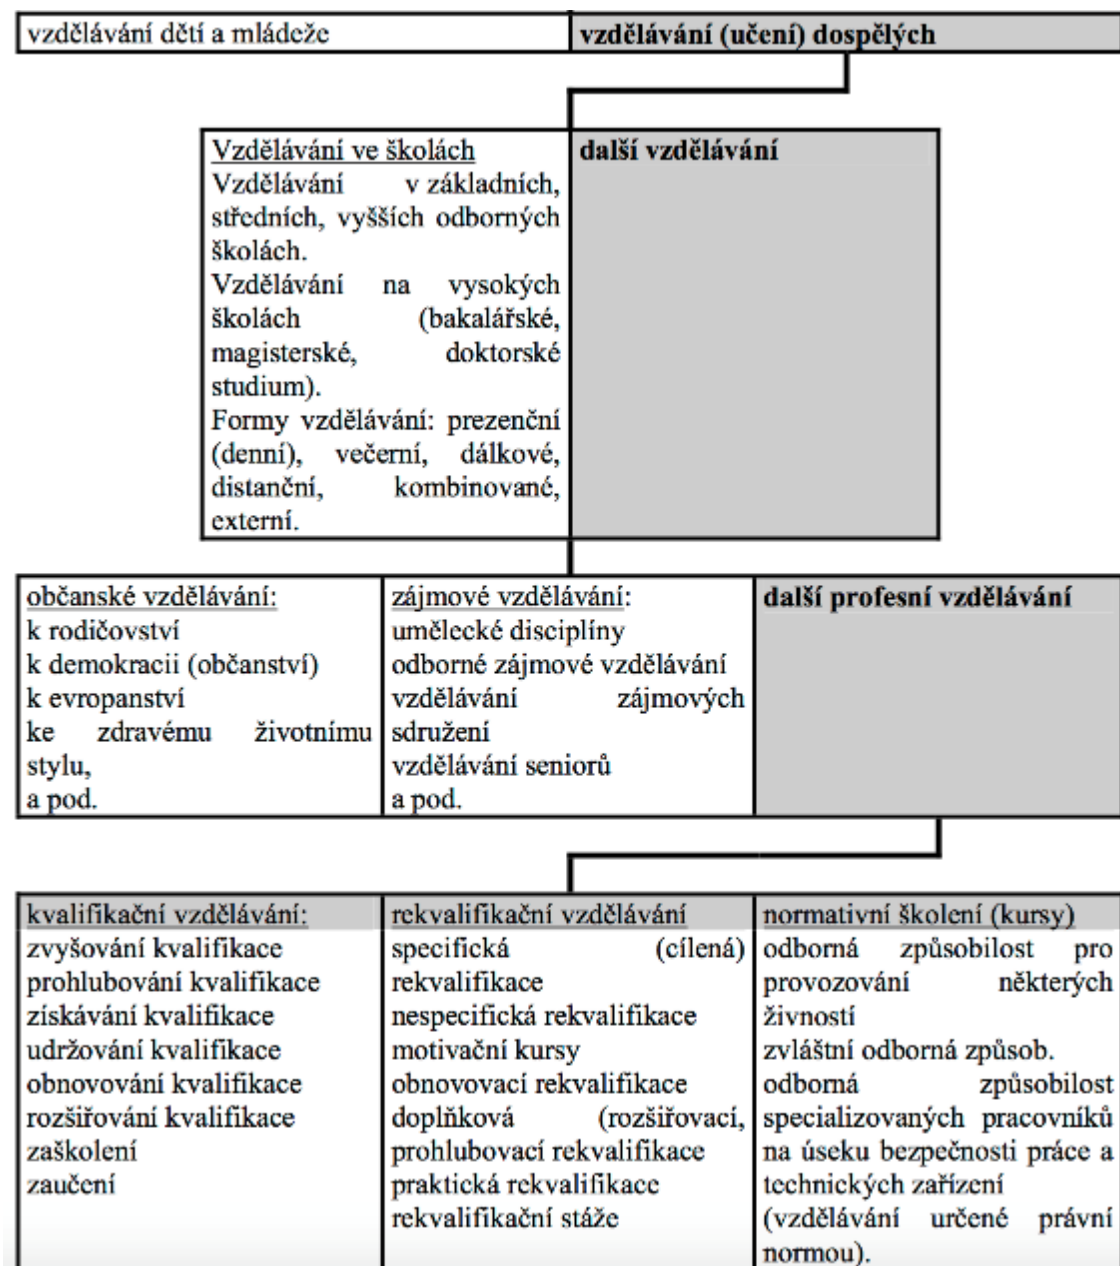 vzdělávání dětí a mládeže
vzdělávání (učení) dospělých
Vzdělávání ve školách
Vzdělávání v základních,
středních, vyšších odborných
školách.
Vzdělávání na vysokých
školách (bakalářské,
magisterské, doktorské
studium).
Formy vzdělávání: prezenční
(denní), večerní, dálkové,
distanční, kombinované,
externí.
další vzdělávání
občanské vzdělávání:
k rodičovství
k demokracii (občanství)
k evropanství
ke zdravému životnímu
stylu,
a pod.
zájmové vzdělávání:
umělecké disciplíny
odborné zájmové vzdělávání
vzdělávání zájmových
sdružení
vzdělávání seniorů
a pod.
další profesní vzdělávání
kvalifikační vzdělávání:
zvyšování kvalifikace
prohlubování kvalifikace
získávání kvalifikace
udržování kvalifikace
obnovování kvalifikace
rozšiřování kvalifikace
zaškolení
zaučení
rekvalifikační vzdělávání
specifická (cílená)
rekvalifikace
nespecifická rekvalifikace
motivační kursy
obnovovací rekvalifikace
doplňková (rozšiřovací,
prohlubovací rekvalifikace
praktická rekvalifikace
rekvalifikační stáže
normativní školení (kursy)
odborná způsobilost pro
provozování některých
živností
zvláštní odborná způsob.
odborná způsobilost
specializovaných pracovníků
na úseku bezpečnosti práce a
technických zařízení
(vzdělávání určené právní
normou).